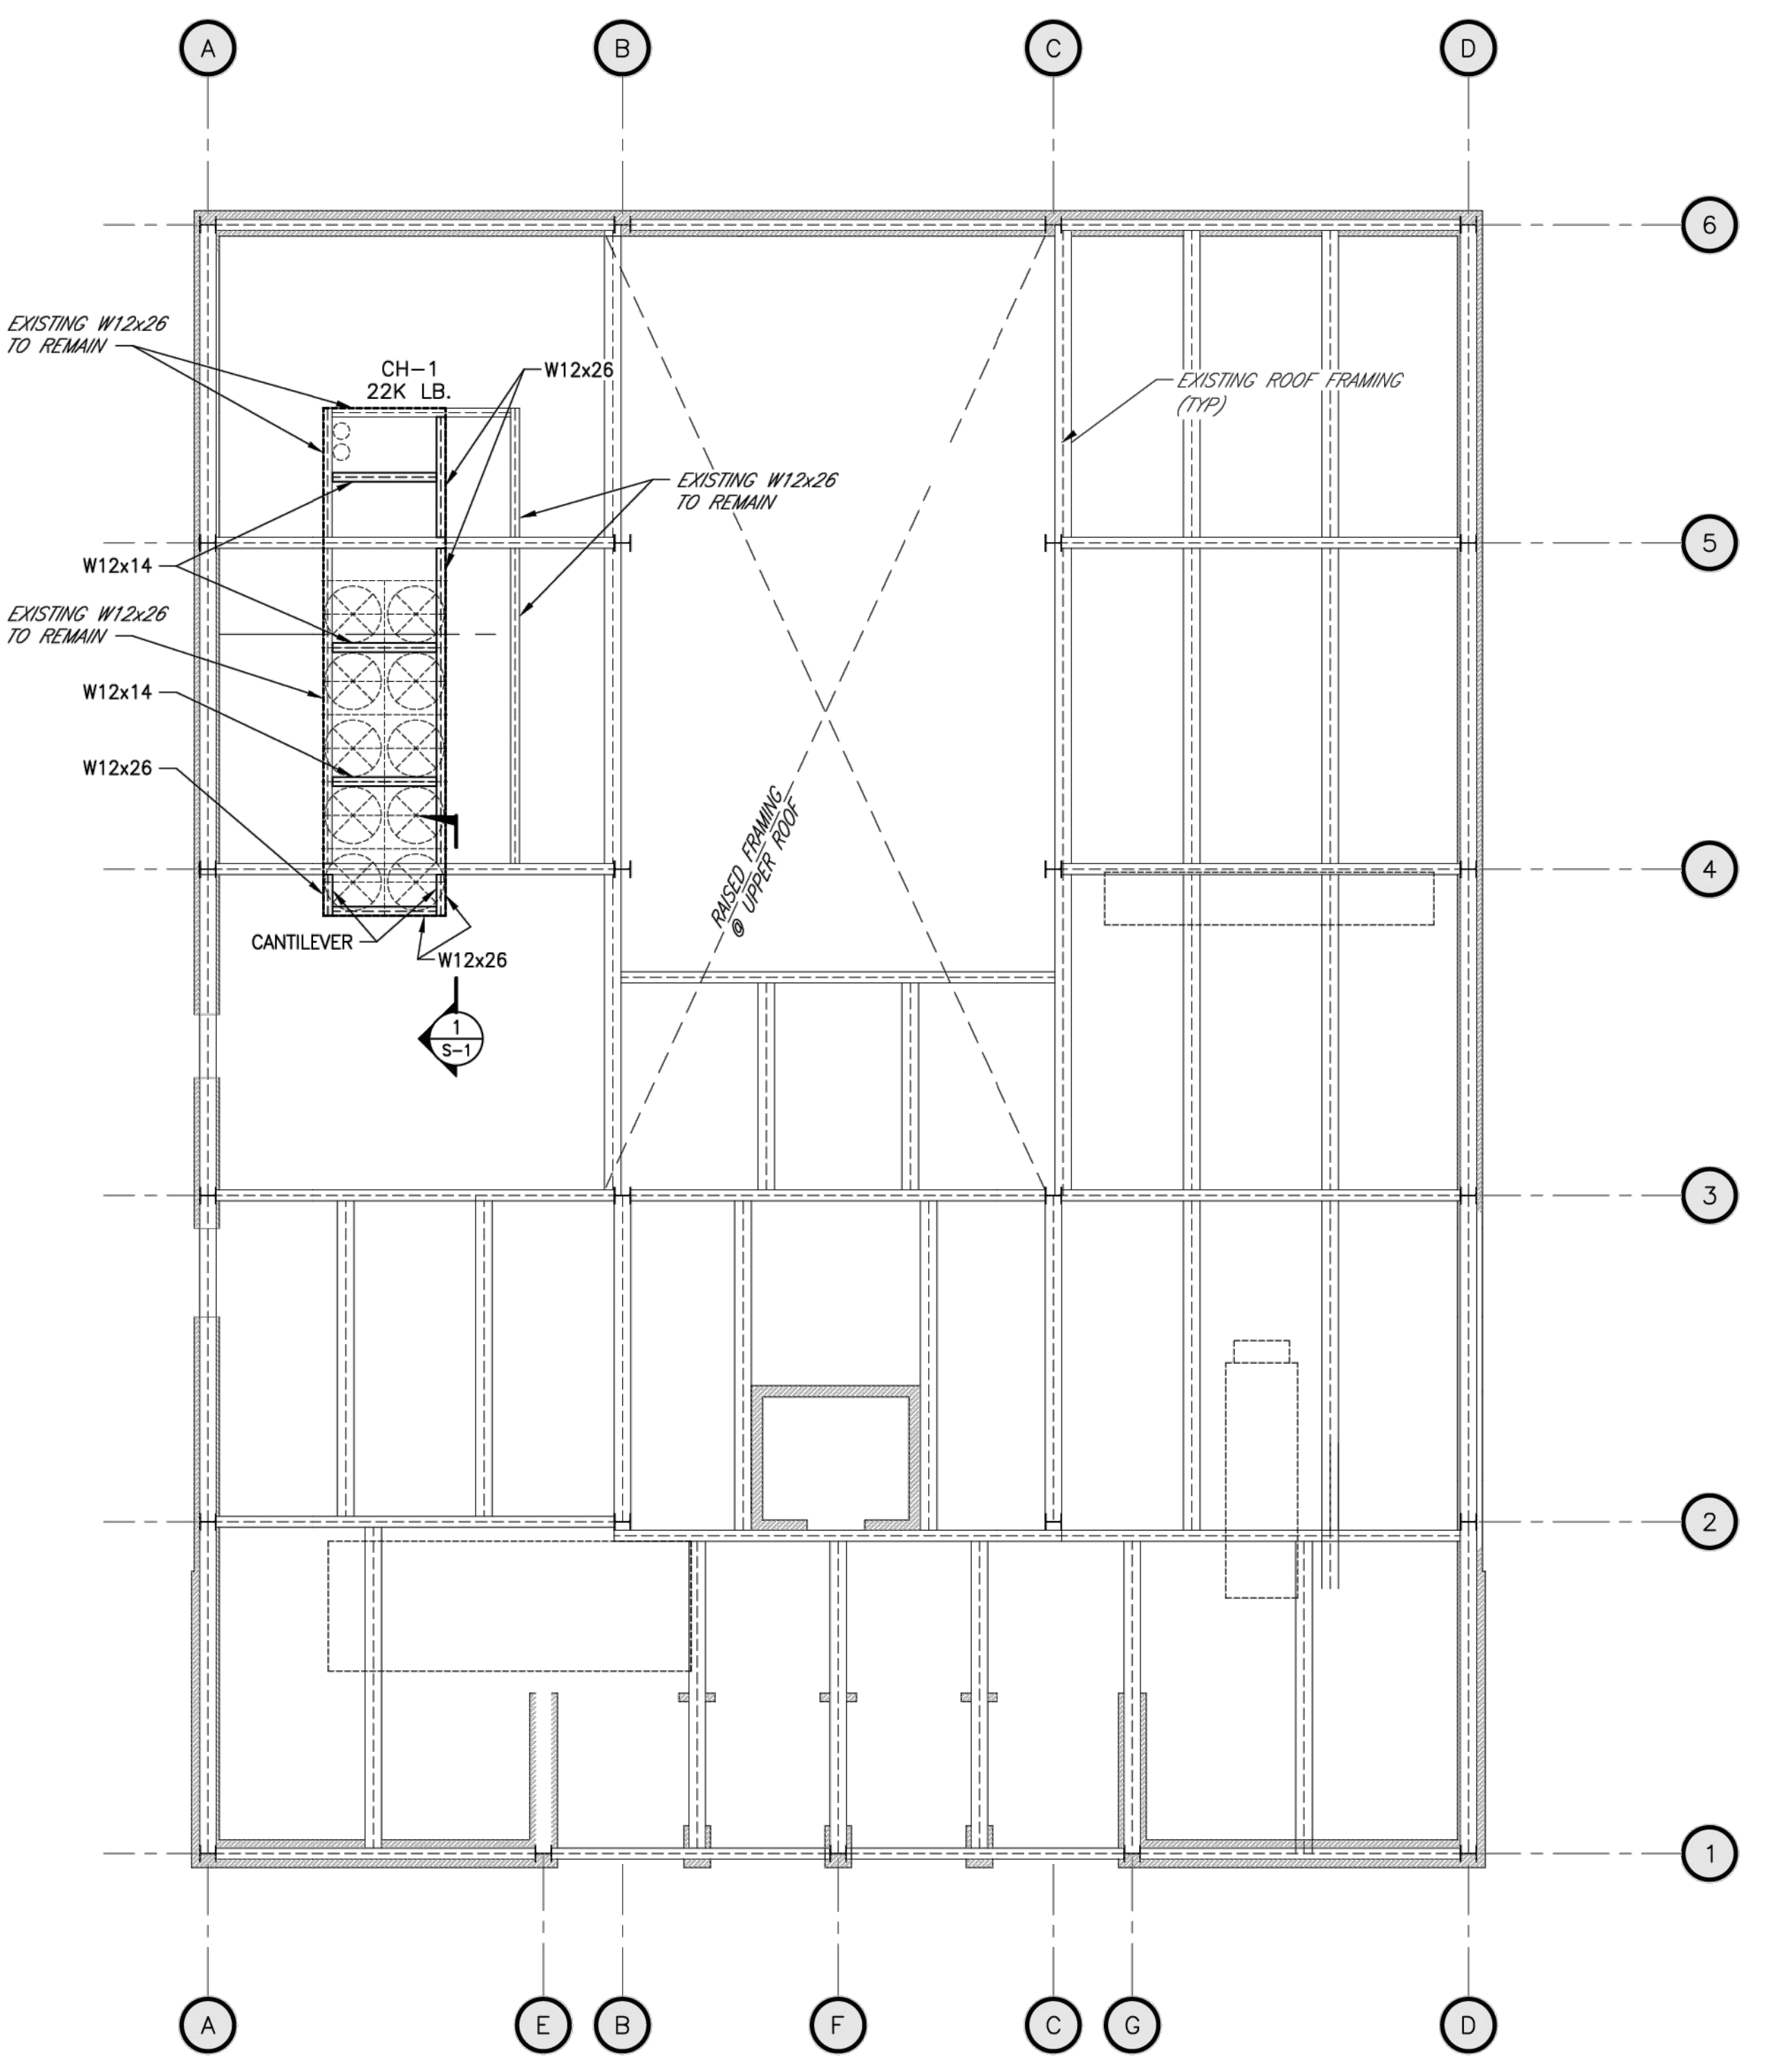 A B C D
6
EXISTING W12x26
TO REMAIN
CH-1
22K LB.
W12x26
EXISTING ROOF FRAMING
(TYP)
EXISTING W12x26
TO REMAIN
5
W12x14
EXISTING W12x26
TO REMAIN
W12x14
W12x26
RAISED FRAMING
@ UPPER ROOF
4
CANTILEVER
W12x26
1
S-1
3
2
1
A E B F C G D